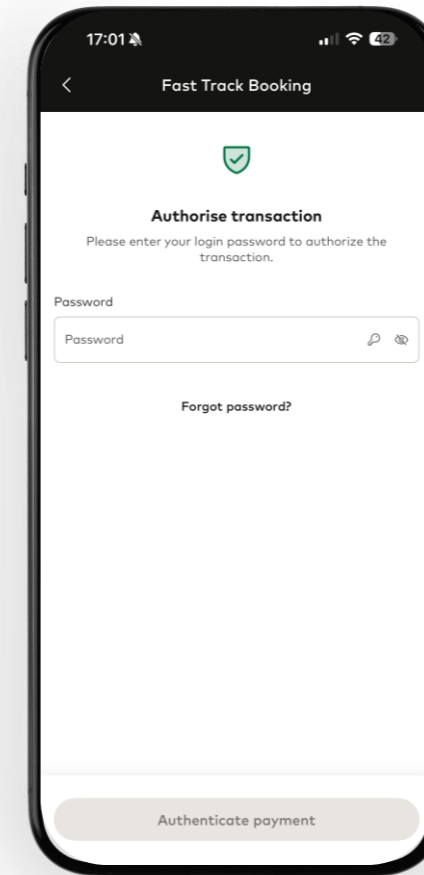 17:01
42
Fast Track Booking
Authorise transaction
Please enter your login password to authorize the
transaction.
Password
Password
Forgot password?
Authenticate payment